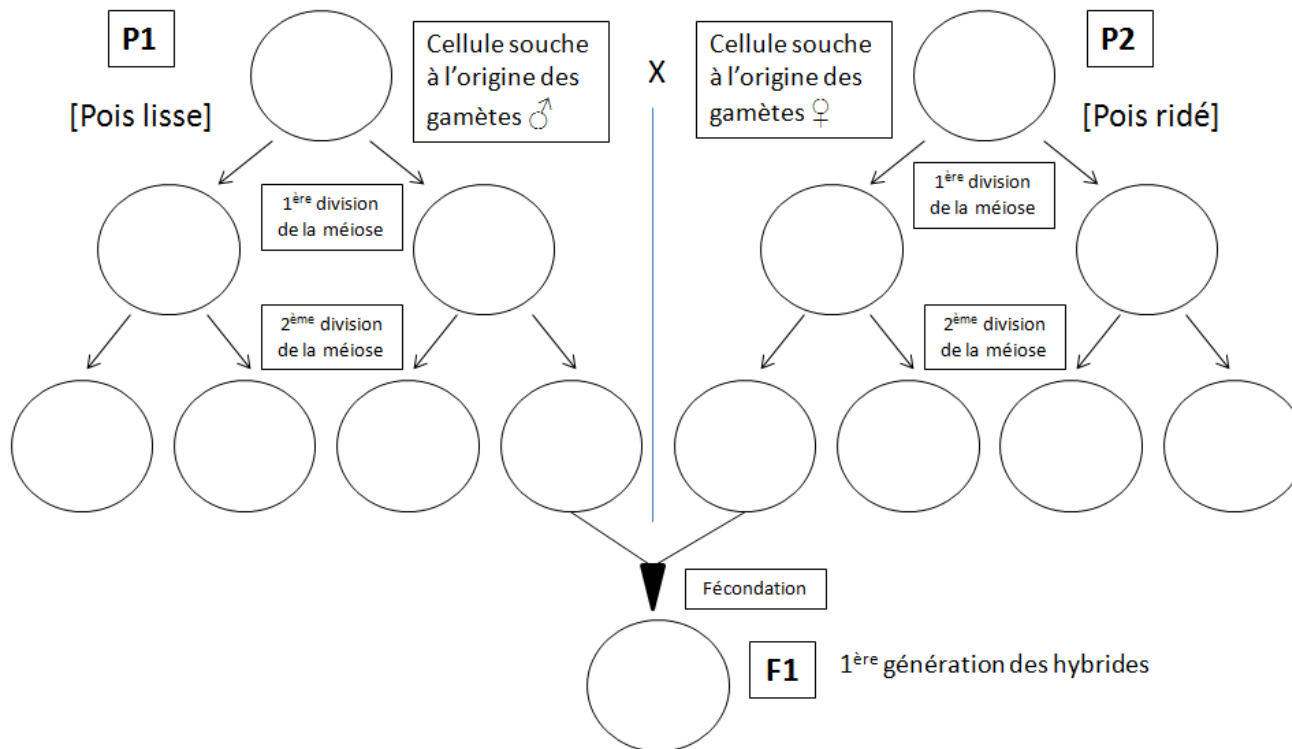 P1
Cellule souche
à l’origine des
gamètes ♂
X
Cellule souche
à l’origine des
gamètes ♀
P2
[Pois lisse]
[Pois ridé]
1ère division
de la méiose
1ère division
de la méiose
2ème division
de la méiose
2ème division
de la méiose
Fécondation
F1
1ère génération des hybrides